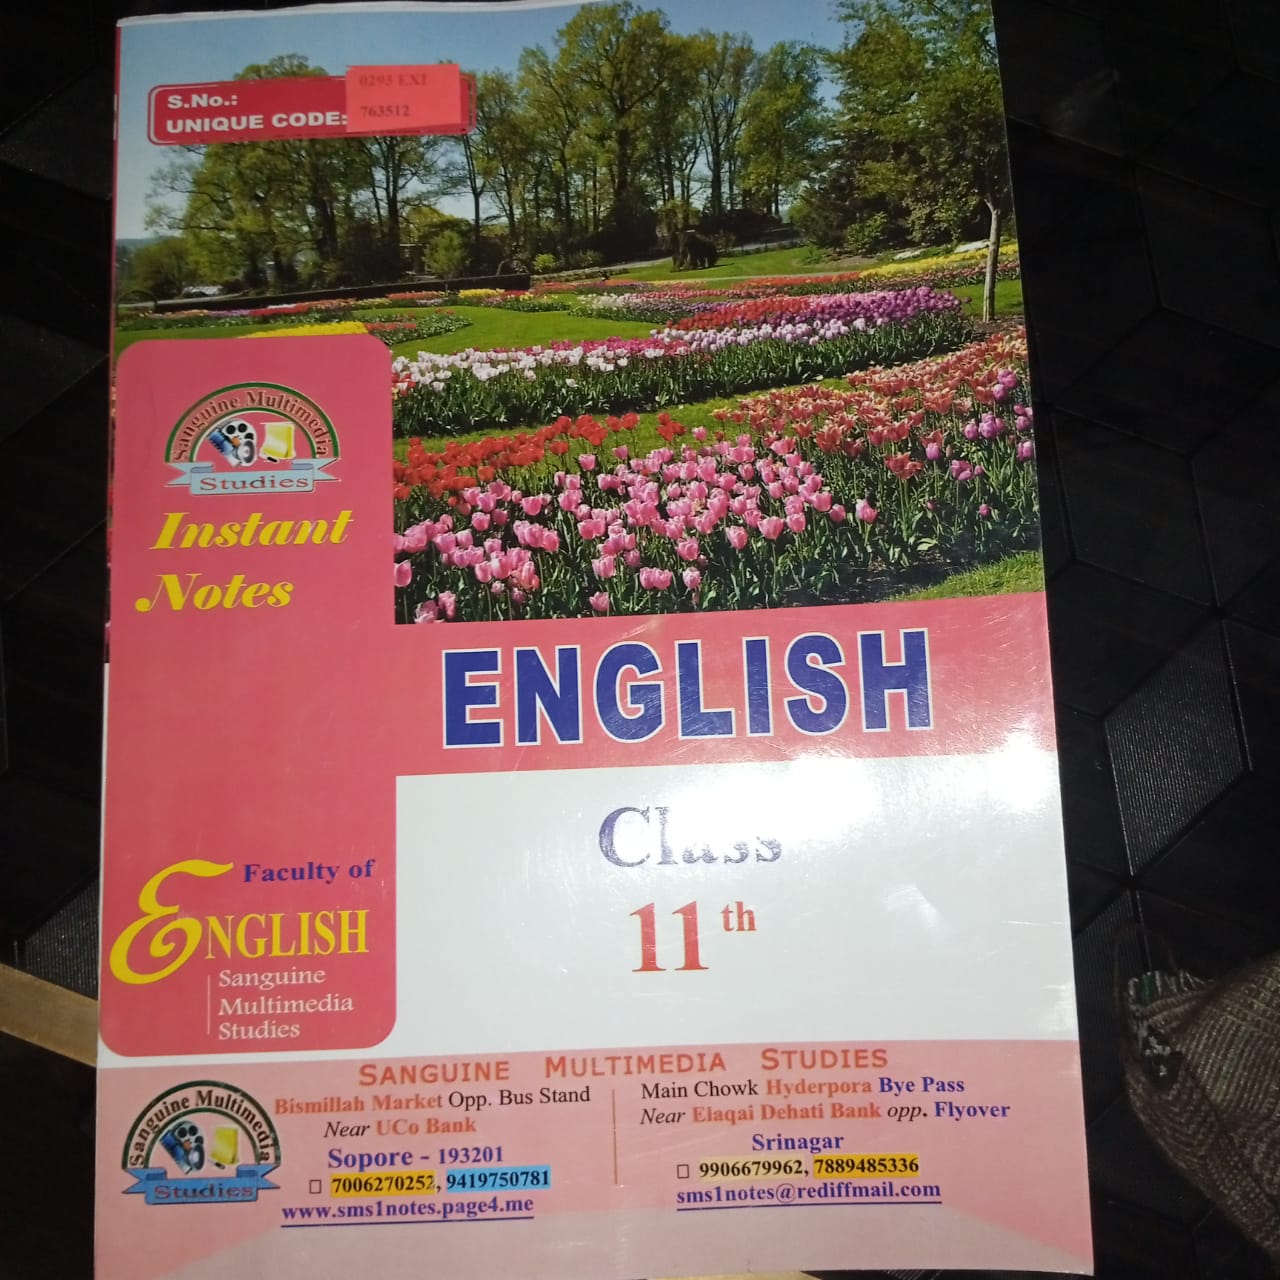 S.No.: 0293 EX1
UNIQUE CODE: 763512
Sanguine Multimedia
Studies
Instant
Notes
ENGLISH
Class
11th
Faculty of
ENGLISH
Sanguine
Multimedia
Studies
SANGUINE MULTIMEDIA STUDIES
Sanguine Multimedia
Studies
Bismillah Market Opp. Bus Stand
Near UCo Bank
Sopore - 193201
7006270252, 9419750781
www.sms1notes.page4.me
Main Chowk Hyderpora Bye Pass
Near Elaqai Dehati Bank opp. Flyover
Srinagar
9906679962, 7889485336
sms1notes@rediffmail.com